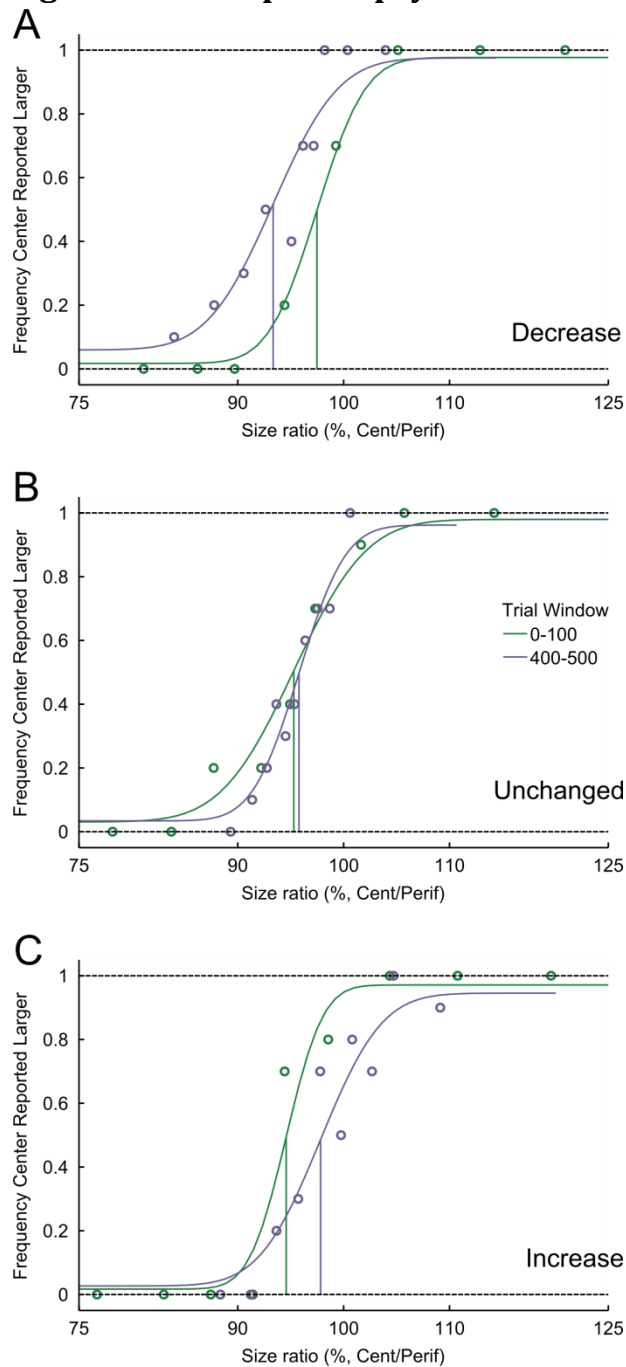 A
Frequency Center Reported Larger
1
0.8
0.6
0.4
0.2
0
Decrease
75 90 100 110 125
Size ratio (%, Cent/Perif)
B
Frequency Center Reported Larger
1
0.8
0.6
0.4
0.2
0
Trial Window
0-100
400-500
Unchanged
75 90 100 110 125
Size ratio (%, Cent/Perif)
C
Frequency Center Reported Larger
1
0.8
0.6
0.4
0.2
0
Increase
75 90 100 110 125
Size ratio (%, Cent/Perif)